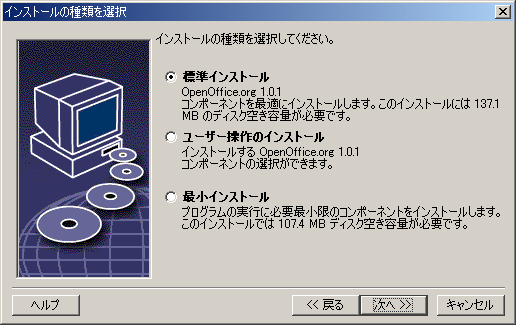 インストールの種類を選択
インストールの種類を選択してください。
標準インストール
OpenOffice.org 1.0.1
コンポーネントを最適にインストールします。このインストールには 137.1
MB のディスク空き容量が必要です。
ユーザー操作のインストール
インストールする OpenOffice.org 1.0.1
コンポーネントの選択ができます。
最小インストール
プログラムの実行に必要最小限のコンポーネントをインストールします。
このインストールでは 107.4 MB ディスク空き容量が必要です。
ヘルプ
<< 戻る
次へ >>
キャンセル